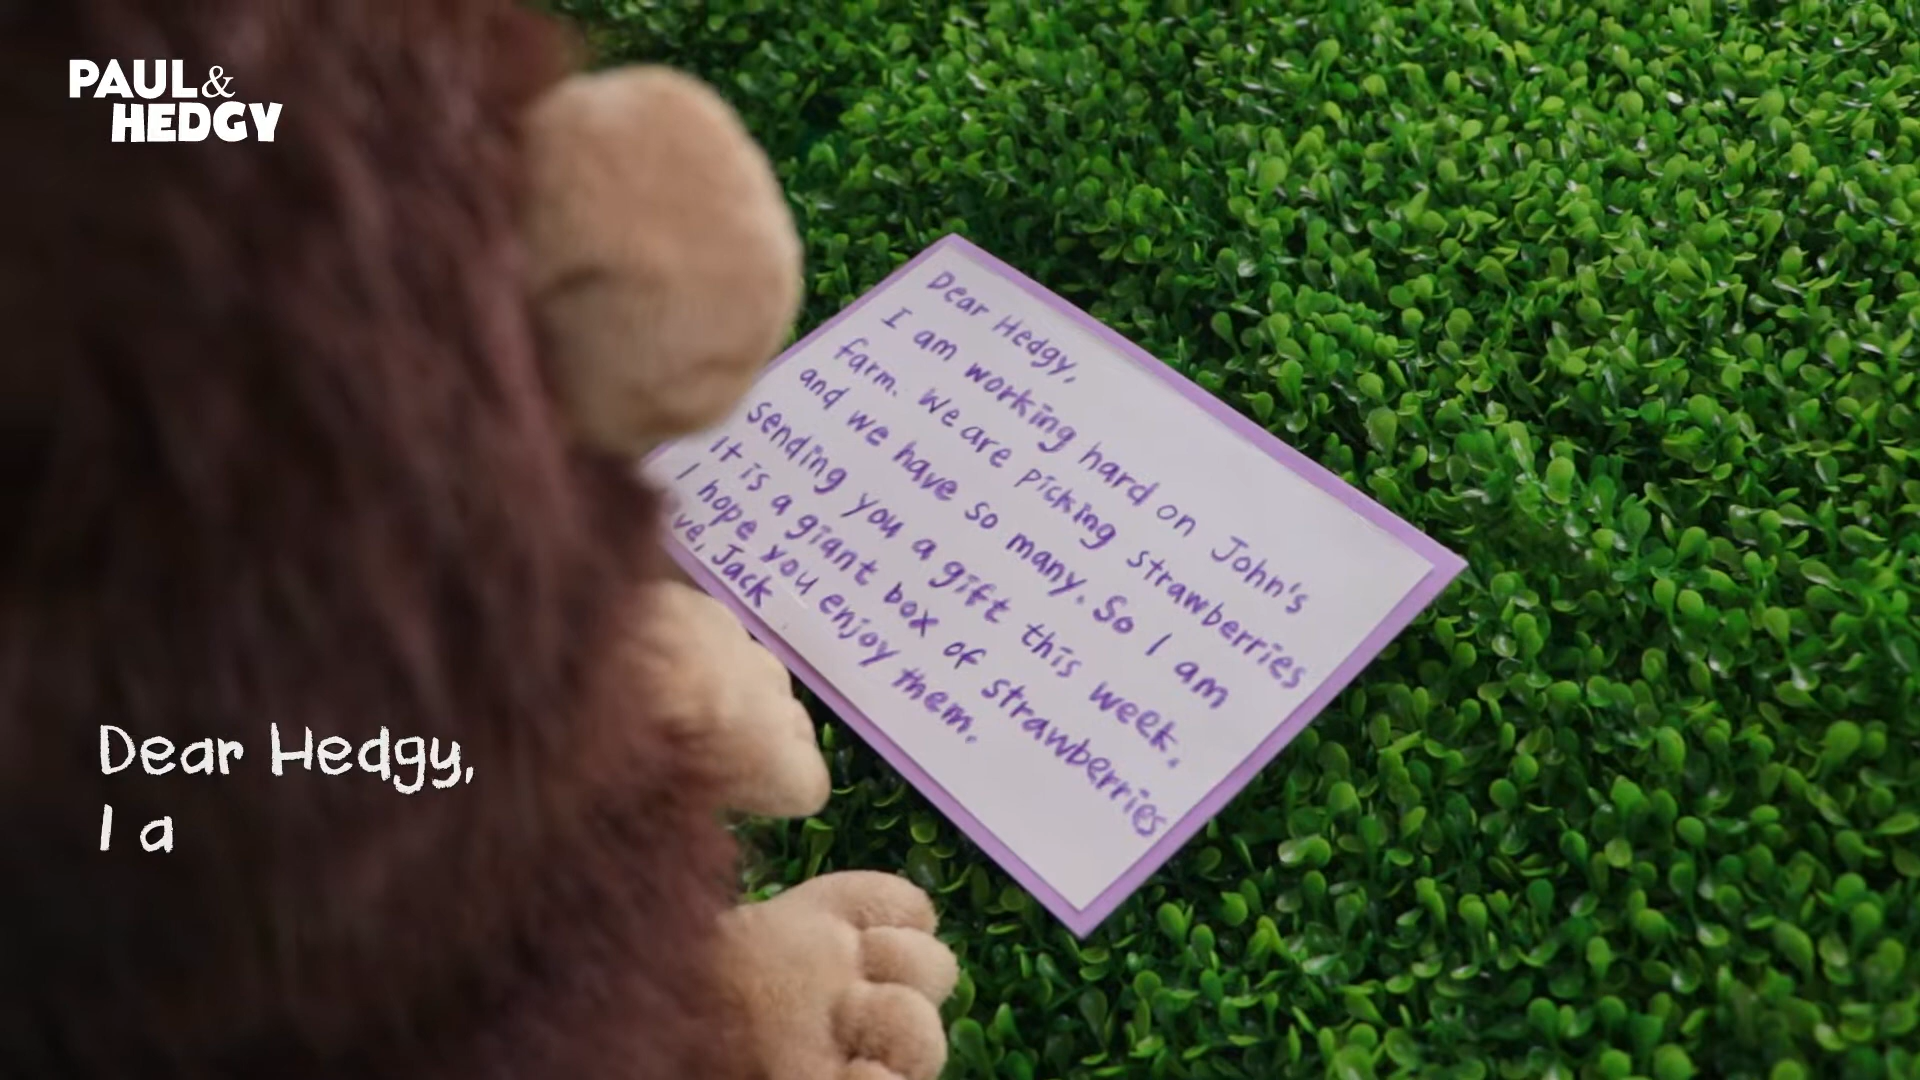 PAUL &
HEDGY
Dear Hedgy,
I am working hard on John's
farm. We are picking strawberries
and we have so many. So I am
sending you a gift this week.
It is a giant box of strawberries
I hope you enjoy them.
ve, Jack
Dear Hedgy,
I a